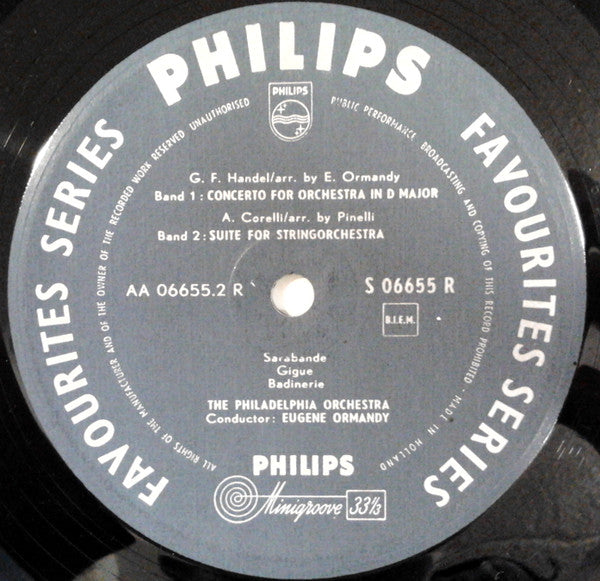 PHILIPS
FAVOURITES SERIES
FAVOURITES SERIES
ALL RIGHTS OF THE MANUFACTURER AND OF THE OWNER OF THE RECORDED WORK RESERVED UNAUTHORISED PUBLIC PERFORMANCE BROADCASTING AND COPYING OF THIS RECORD PROHIBITED - MADE IN HOLLAND
PHILIPS
G. F. Handel/arr. by E. Ormandy
Band 1 : CONCERTO FOR ORCHESTRA IN D MAJOR
A. Corelli/arr. by Pinelli
Band 2 : SUITE FOR STRINGORCHESTRA
AA 06655.2 R
S 06655 R
B.I.E.M.
Sarabande
Gigue
Badinerie
THE PHILADELPHIA ORCHESTRA
Conductor : EUGENE ORMANDY
PHILIPS
Minigroove 33⅓